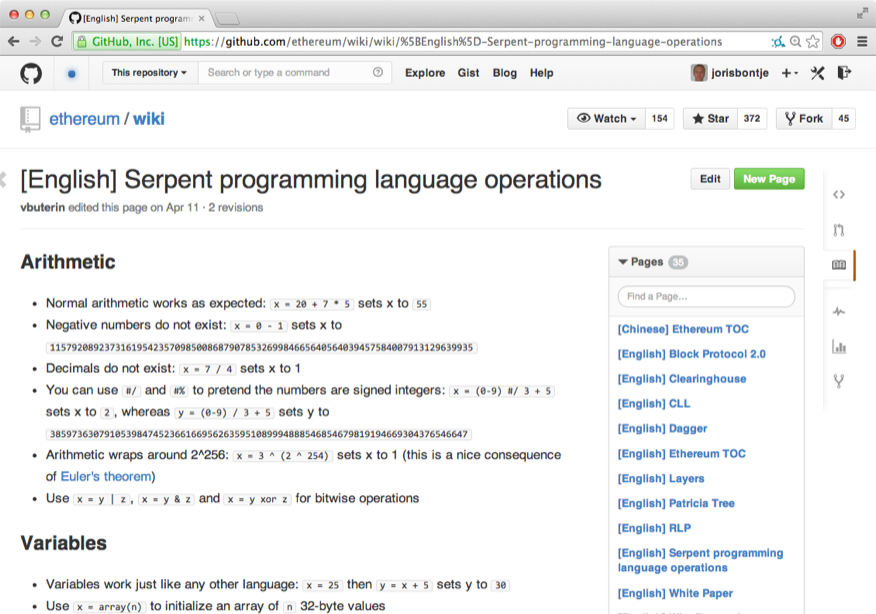 [English] Serpent program
GitHub, Inc. [US] https://github.com/ethereum/wiki/wiki/%5BEnglish%5D-Serpent-programming-language-operations
This repository Search or type a command Explore Gist Blog Help jorisbontje
ethereum / wiki Watch 154 Star 372 Fork 45
[English] Serpent programming language operations Edit New Page
vbuterin edited this page on Apr 11 · 2 revisions
Arithmetic
• Normal arithmetic works as expected: x = 20 + 7 * 5 sets x to 55
• Negative numbers do not exist: x = 0 - 1 sets x to
115792089237316195423570985008687907853269984665640564039457584007913129639935
• Decimals do not exist: x = 7 / 4 sets x to 1
• You can use #/ and #% to pretend the numbers are signed integers: x = (0-9) #/ 3 + 5
sets x to 2, whereas y = (0-9) / 3 + 5 sets y to
38597363079105398474523661669562635951089994888546854679819194669304376546647
• Arithmetic wraps around 2^256: x = 3 ^ (2 ^ 254) sets x to 1 (this is a nice consequence
of Euler's theorem)
• Use x = y | z, x = y & z and x = y xor z for bitwise operations
Variables
• Variables work just like any other language: x = 25 then y = x + 5 sets y to 30
• Use x = array(n) to initialize an array of n 32-byte values
Pages 35
Find a Page...
[Chinese] Ethereum TOC
[English] Block Protocol 2.0
[English] Clearinghouse
[English] CLL
[English] Dagger
[English] Ethereum TOC
[English] Layers
[English] Patricia Tree
[English] RLP
[English] Serpent programming
language operations
[English] White Paper